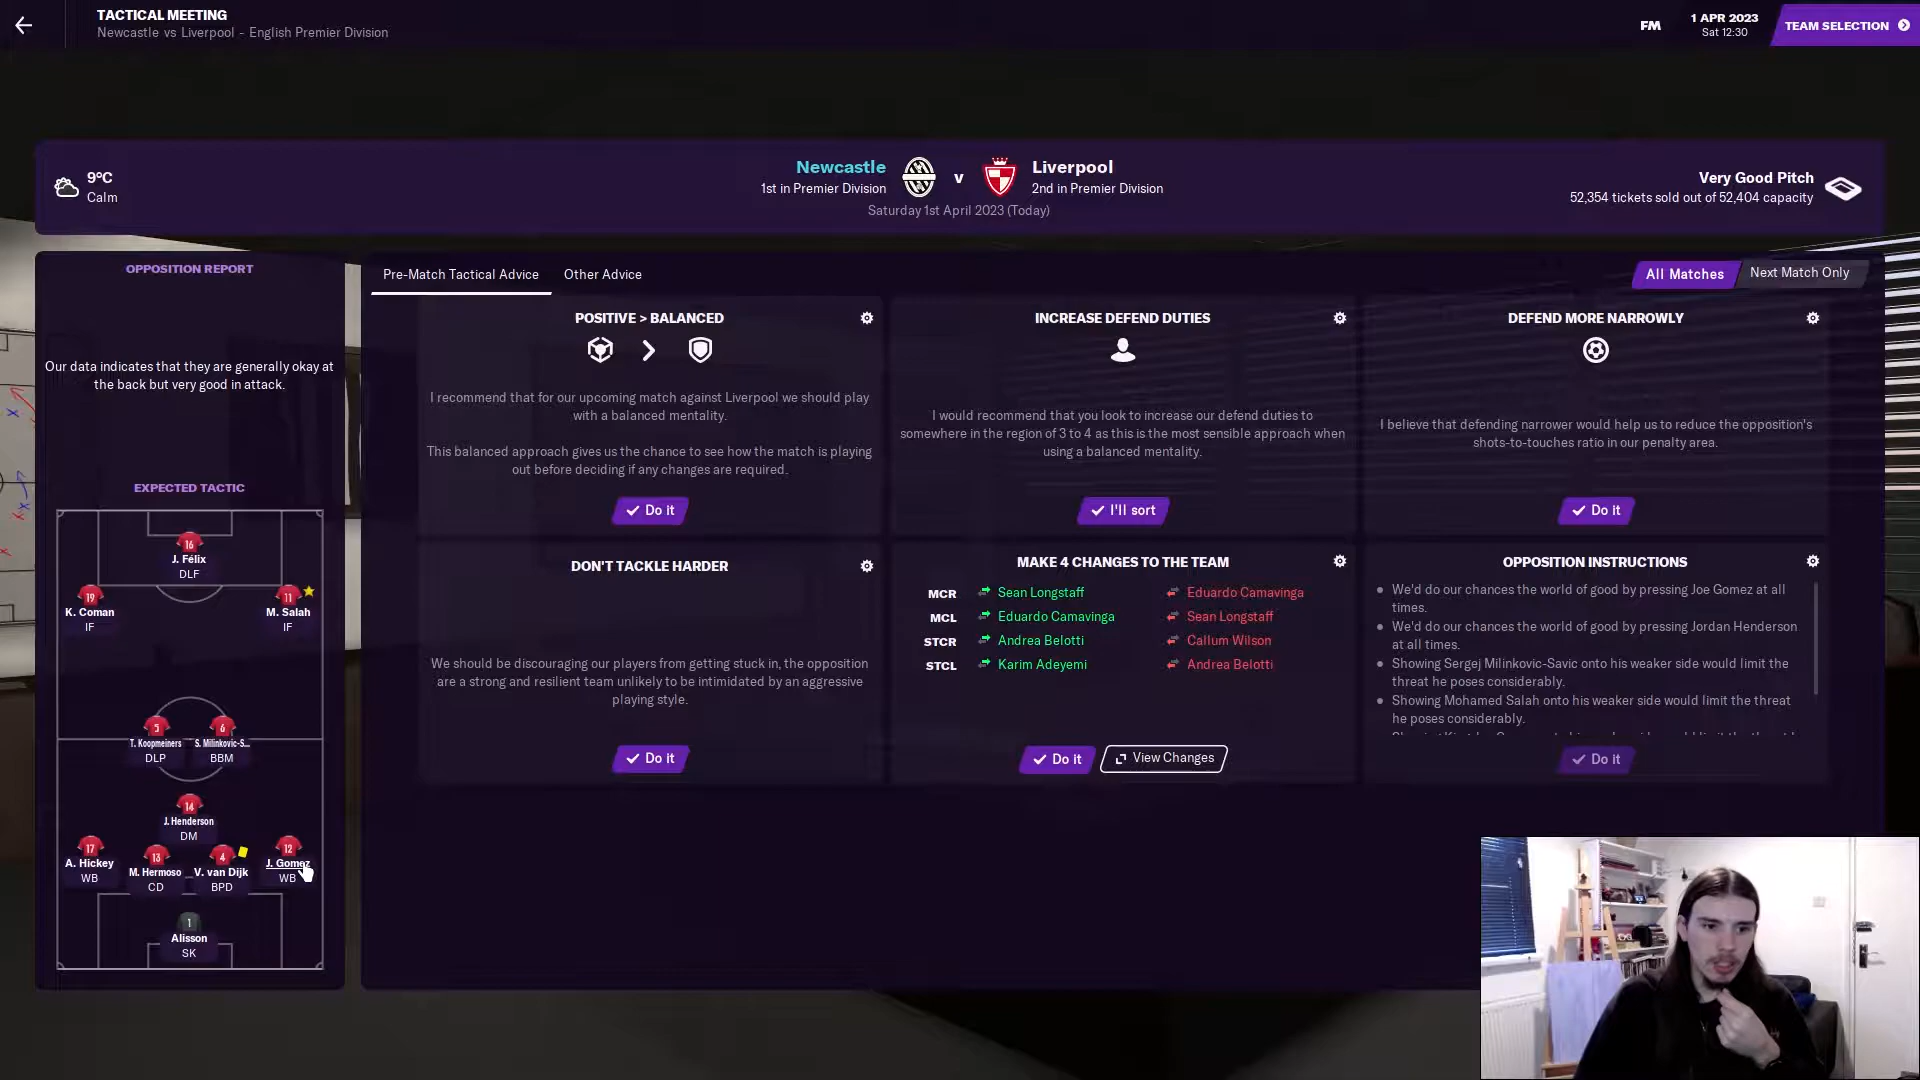 TACTICAL MEETING
Newcastle vs Liverpool - English Premier Division
FM
1 APR 2023
Sat 12:30
TEAM SELECTION
9°C
Calm
Newcastle
1st in Premier Division
v
Liverpool
2nd in Premier Division
Saturday 1st April 2023 (Today)
Very Good Pitch
52,354 tickets sold out of 52,404 capacity
OPPOSITION REPORT
Our data indicates that they are generally okay at
the back but very good in attack.
EXPECTED TACTIC
16
J. Félix
DLF
19
K. Coman
IF
11
M. Salah
IF
5
T. Koopmeiners
DLP
6
S. Milinkovic-S...
BBM
14
J. Henderson
DM
17
A. Hickey
WB
13
M. Hermoso
CD
4
V. van Dijk
BPD
12
J. Gomez
WB
1
Alisson
SK
Pre-Match Tactical Advice
Other Advice
All Matches
Next Match Only
POSITIVE > BALANCED
I recommend that for our upcoming match against Liverpool we should play
with a balanced mentality.
This balanced approach gives us the chance to see how the match is playing
out before deciding if any changes are required.
Do it
INCREASE DEFEND DUTIES
I would recommend that you look to increase our defend duties to
somewhere in the region of 3 to 4 as this is the most sensible approach when
using a balanced mentality.
I'll sort
DEFEND MORE NARROWLY
I believe that defending narrower would help us to reduce the opposition's
shots-to-touches ratio in our penalty area.
Do it
DON'T TACKLE HARDER
We should be discouraging our players from getting stuck in, the opposition
are a strong and resilient team unlikely to be intimidated by an aggressive
playing style.
Do it
MAKE 4 CHANGES TO THE TEAM
MCR Sean Longstaff Eduardo Camavinga
MCL Eduardo Camavinga Sean Longstaff
STCR Andrea Belotti Callum Wilson
STCL Karim Adeyemi Andrea Belotti
Do it
View Changes
OPPOSITION INSTRUCTIONS
We'd do our chances the world of good by pressing Joe Gomez at all
times.
We'd do our chances the world of good by pressing Jordan Henderson
at all times.
Showing Sergej Milinkovic-Savic onto his weaker side would limit the
threat he poses considerably.
Showing Mohamed Salah onto his weaker side would limit the threat
he poses considerably.
Do it